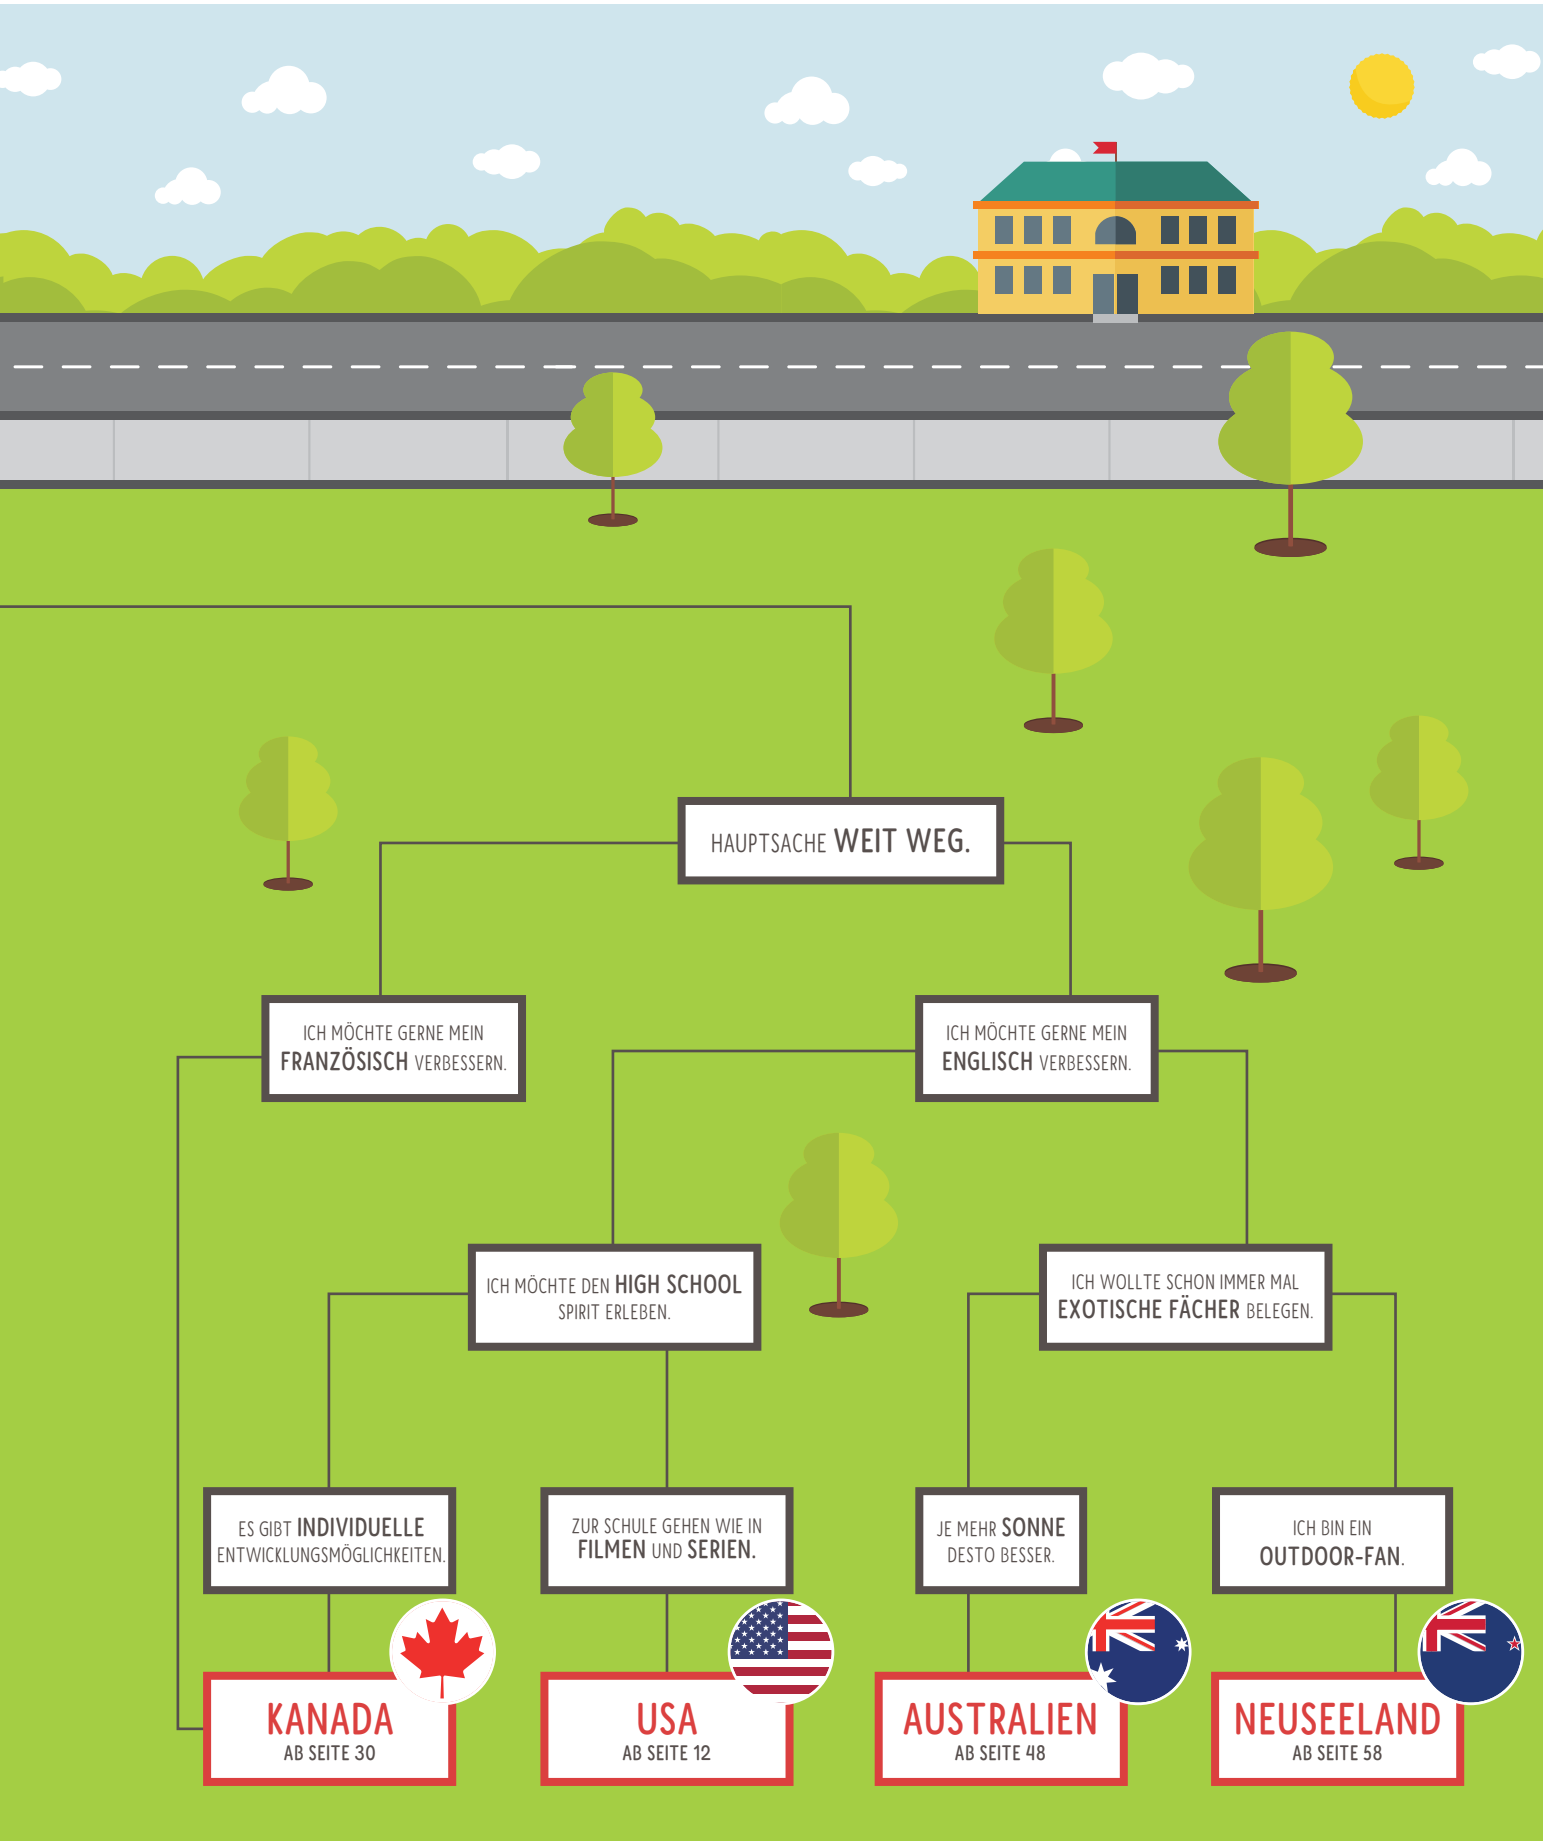 HAUPTSACHE WEIT WEG.
ICH MÖCHTE GERNE MEIN
FRANZÖSISCH VERBESSERN.
ICH MÖCHTE GERNE MEIN
ENGLISCH VERBESSERN.
ICH MÖCHTE DEN HIGH SCHOOL
SPIRIT ERLEBEN.
ICH WOLLTE SCHON IMMER MAL
EXOTISCHE FÄCHER BELEGEN.
ES GIBT INDIVIDUELLE
ENTWICKLUNGSMÖGLICHKEITEN.
ZUR SCHULE GEHEN WIE IN
FILMEN UND SERIEN.
JE MEHR SONNE
DESTO BESSER.
ICH BIN EIN
OUTDOOR-FAN.
KANADA
AB SEITE 30
USA
AB SEITE 12
AUSTRALIEN
AB SEITE 48
NEUSEELAND
AB SEITE 58